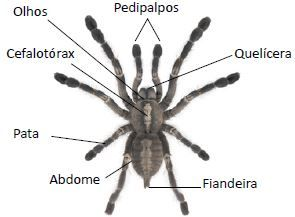 Olhos
Pedipalpos
Cefalotórax
Quelícera
Pata
Abdome
Fiandeira